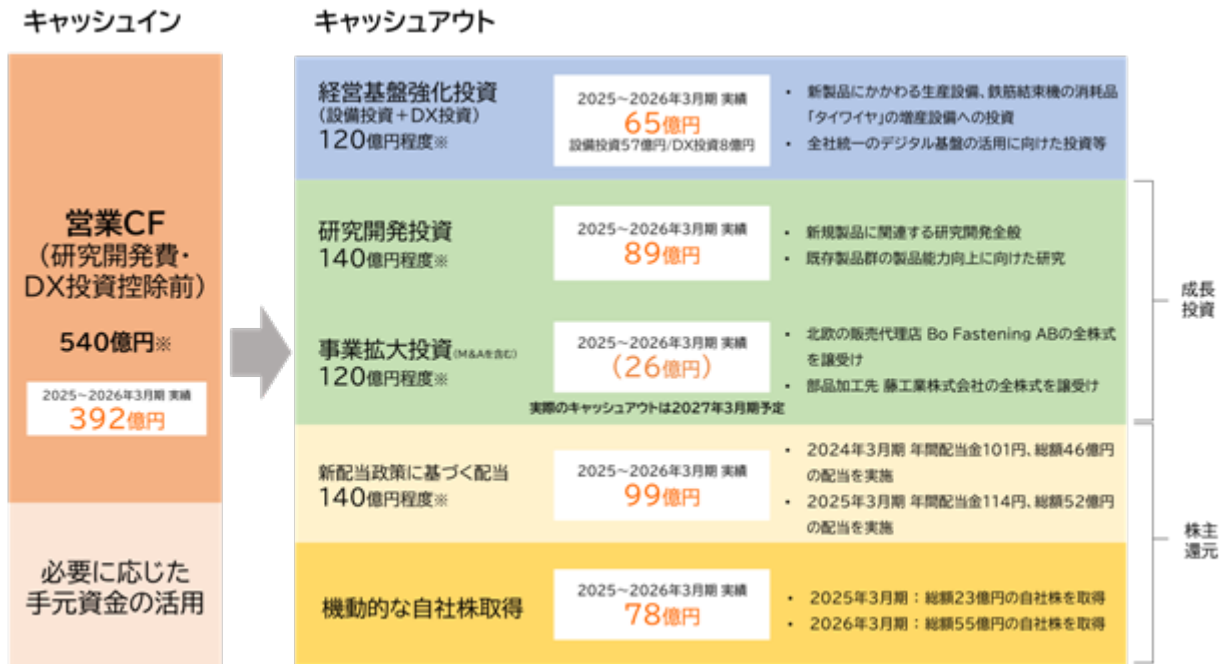 キャッシュイン
キャッシュアウト
営業CF
(研究開発費・
DX投資控除前)
540億円※
2025~2026年3月期 実績
392億円
必要に応じた
手元資金の活用
経営基盤強化投資
(設備投資+DX投資)
120億円程度※
2025~2026年3月期 実績
65億円
設備投資57億円/DX投資8億円
• 新製品にかかわる生産設備、鉄筋結束機の消耗品
「タイワイヤ」の増産設備への投資
• 全社統一のデジタル基盤の活用に向けた投資等
研究開発投資
140億円程度※
2025~2026年3月期 実績
89億円
• 新規製品に関連する研究開発全般
• 既存製品群の製品能力向上に向けた研究
事業拡大投資(M&Aを含む)
120億円程度※
2025~2026年3月期 実績
(26億円)
実際のキャッシュアウトは2027年3月期予定
• 北欧の販売代理店 Bo Fastening ABの全株式
を譲受け
• 部品加工先 藤工業株式会社の全株式を譲受け
成長
投資
新配当政策に基づく配当
140億円程度※
2025~2026年3月期 実績
99億円
• 2024年3月期 年間配当金101円、総額46億円
の配当を実施
• 2025年3月期 年間配当金114円、総額52億円
の配当を実施
機動的な自社株取得
2025~2026年3月期 実績
78億円
• 2025年3月期:総額23億円の自社株を取得
• 2026年3月期:総額55億円の自社株を取得
株主
還元